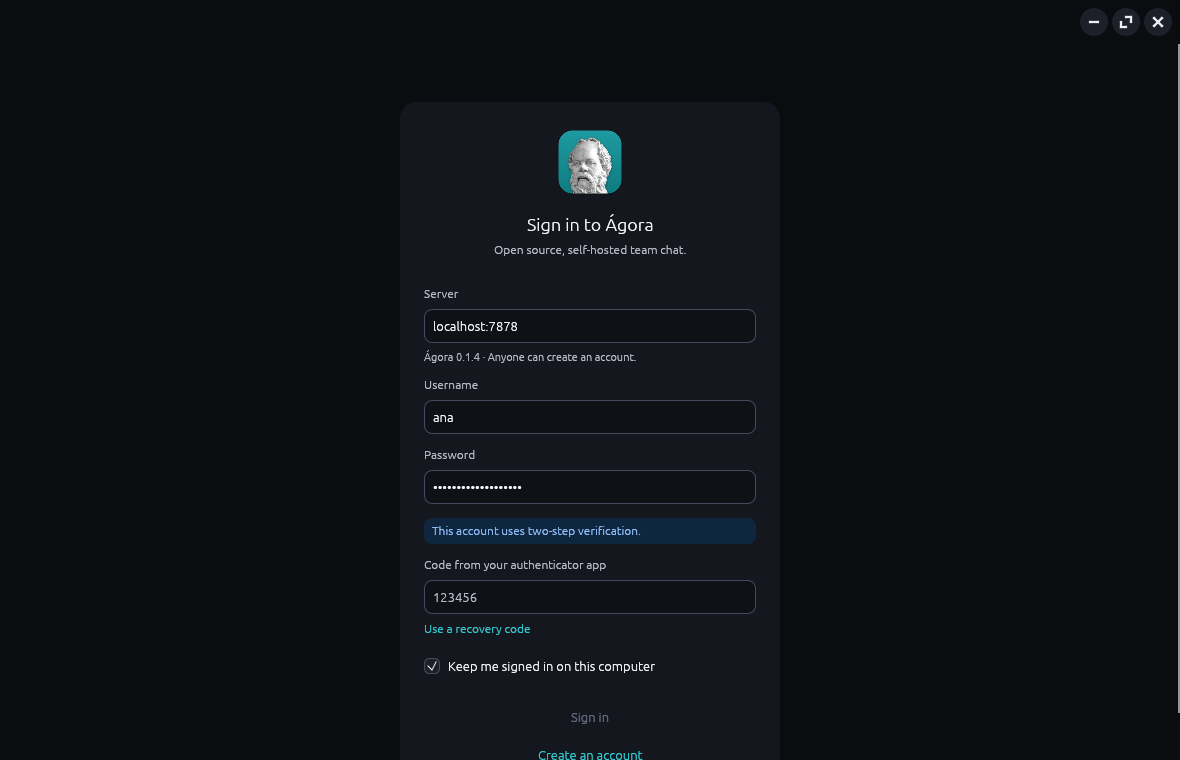 Sign in to Ágora
Open source, self-hosted team chat.
Server
localhost:7878
Ágora 0.1.4 · Anyone can create an account.
Username
ana
Password
•••••••••••••••••••
This account uses two-step verification.
Code from your authenticator app
123456
Use a recovery code
Keep me signed in on this computer
Sign in
Create an account